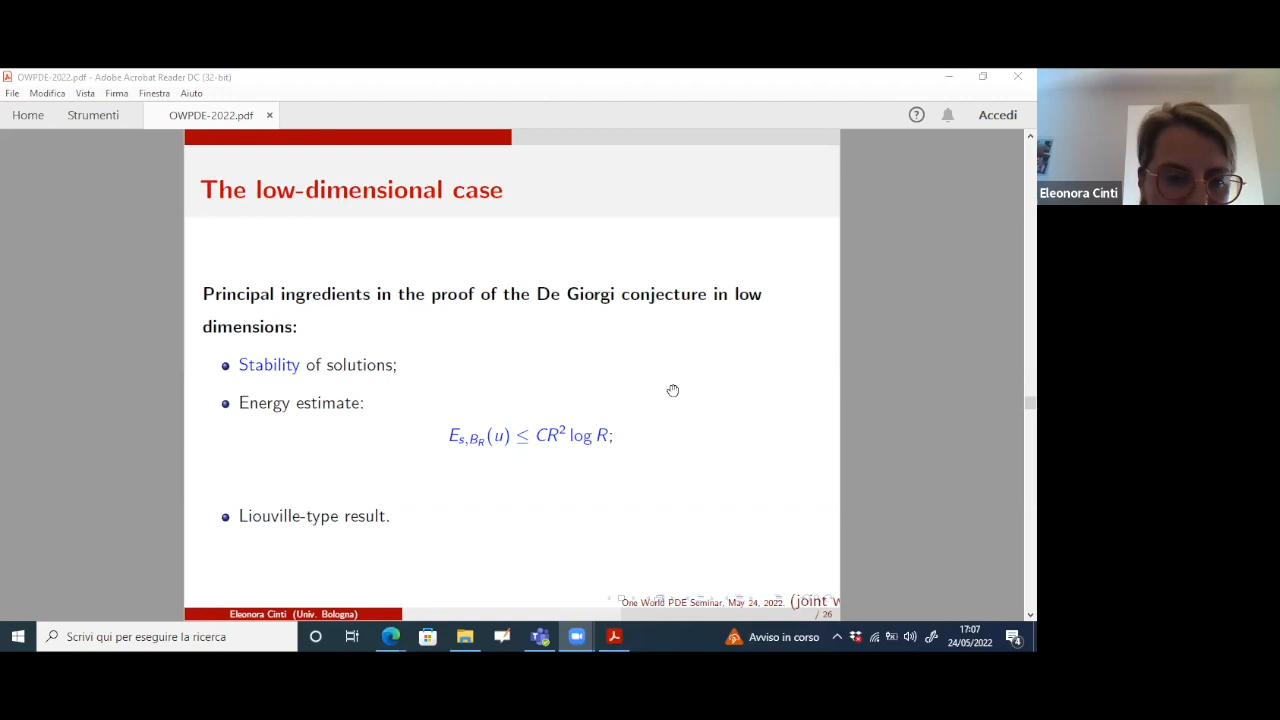 OWPDE-2022.pdf - Adobe Acrobat Reader DC (32-bit)
File Modifica Vista Firma Finestra Aiuto
Home Strumenti OWPDE-2022.pdf × Accedi
The low-dimensional case
Eleonora Cinti
Principal ingredients in the proof of the De Giorgi conjecture in low
dimensions:
Stability of solutions;
Energy estimate:
E_{s,B_R}(u) ≤ CR² log R;
Liouville-type result.
One World PDE Seminar, May 24, 2022. (joint w
Eleonora Cinti (Univ. Bologna) / 26
Scrivi qui per eseguire la ricerca Avviso in corso 17:07
24/05/2022
4